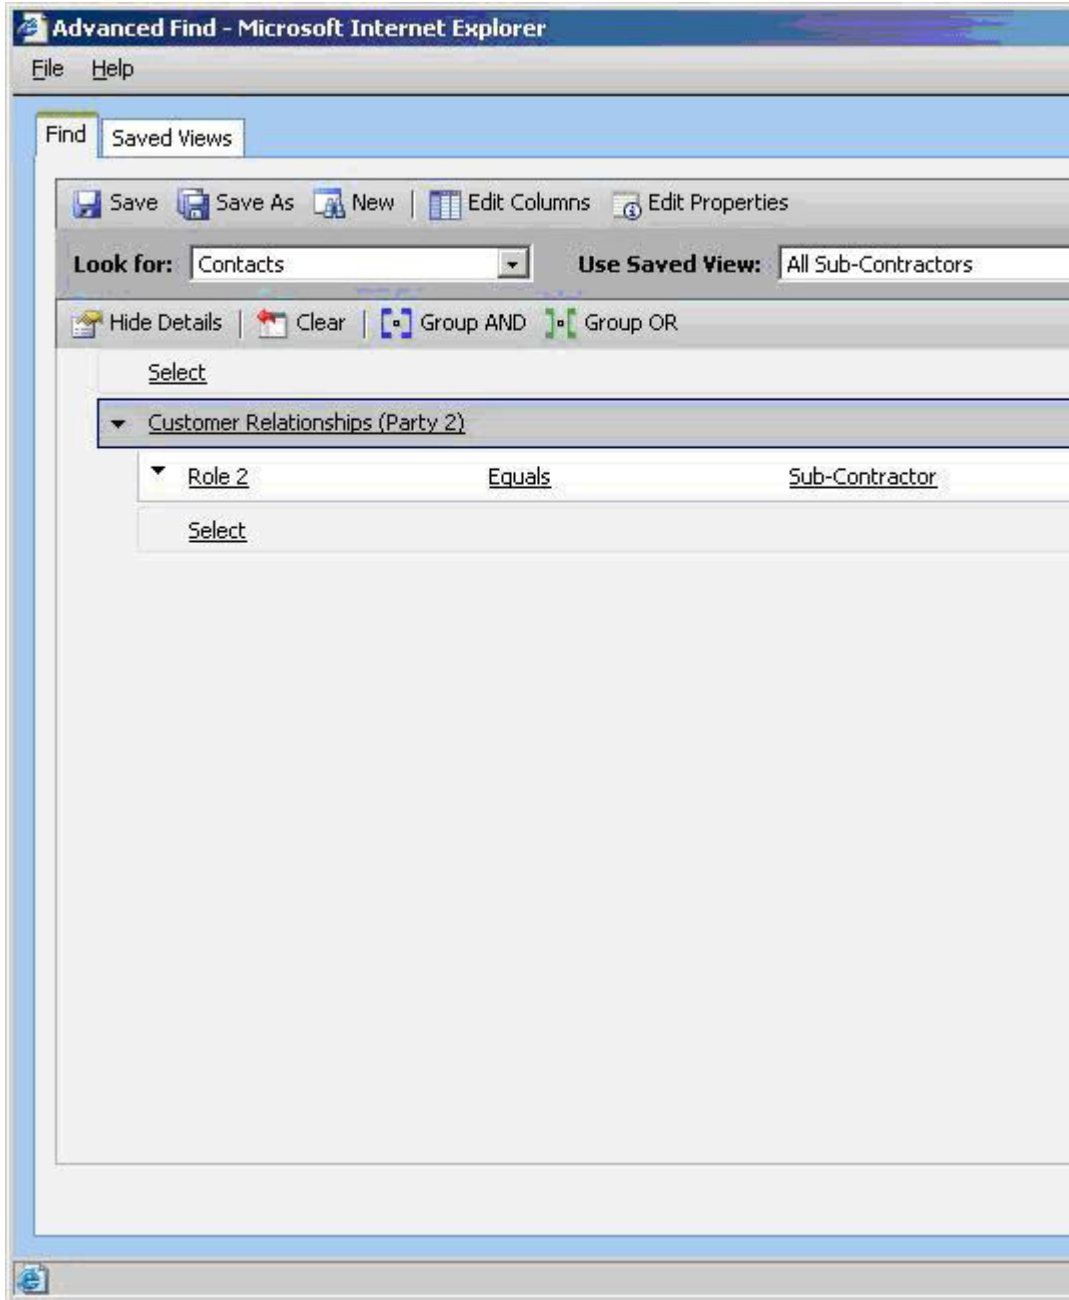 Advanced Find - Microsoft Internet Explorer
File Help
Find Saved Views
Save Save As New Edit Columns Edit Properties
Look for: Contacts Use Saved View: All Sub-Contractors
Hide Details Clear Group AND Group OR
Select
Customer Relationships (Party 2)
Role 2 Equals Sub-Contractor
Select